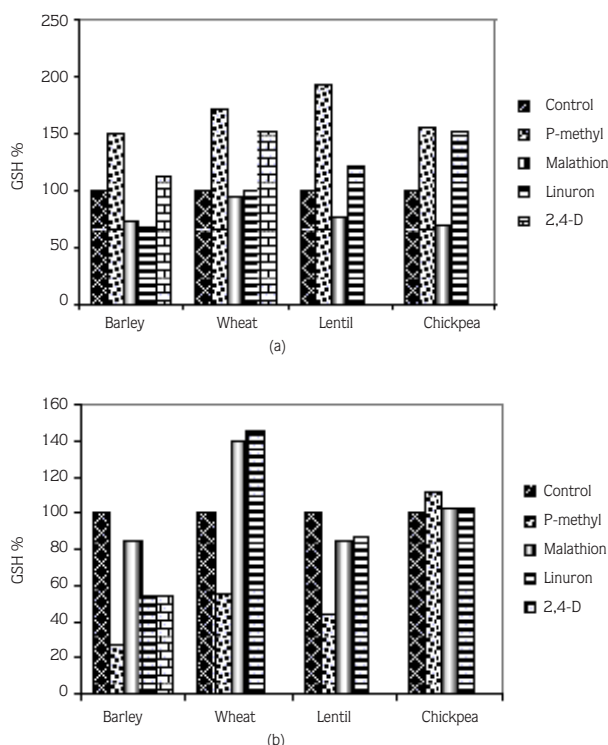 250
200
150
100
50
0
GSH %
Barley Wheat Lentil Chickpea
(a)
Control
P-methyl
Malathion
Linuron
2,4-D
160
140
120
100
80
60
40
20
0
GSH %
Barley Wheat Lentil Chickpea
(b)
Control
P-methyl
Malathion
Linuron
2,4-D